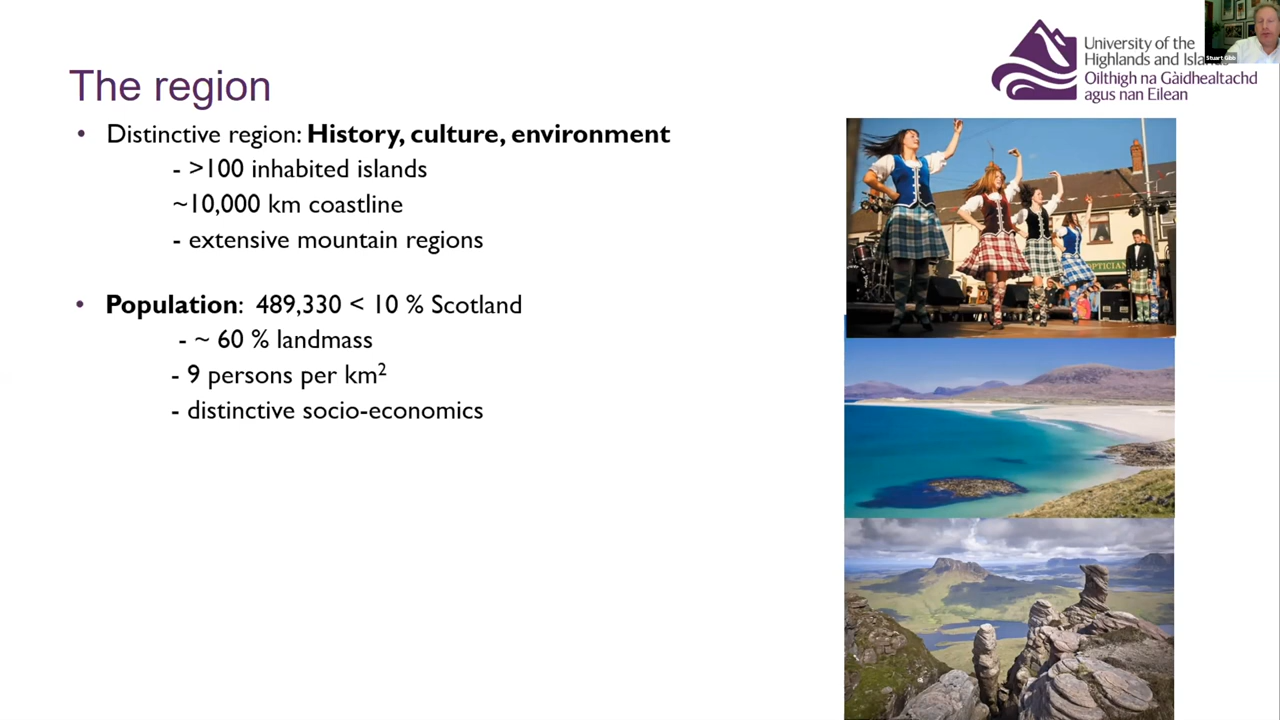 The region
University of the
Highlands and
Oilthigh na Gàidhealtachd
agus nan Eilean
Stuart
• Distinctive region: History, culture, environment
- >100 inhabited islands
~10,000 km coastline
- extensive mountain regions
• Population: 489,330 < 10 % Scotland
- ~ 60 % landmass
- 9 persons per km²
- distinctive socio-economics
OPTICIAN